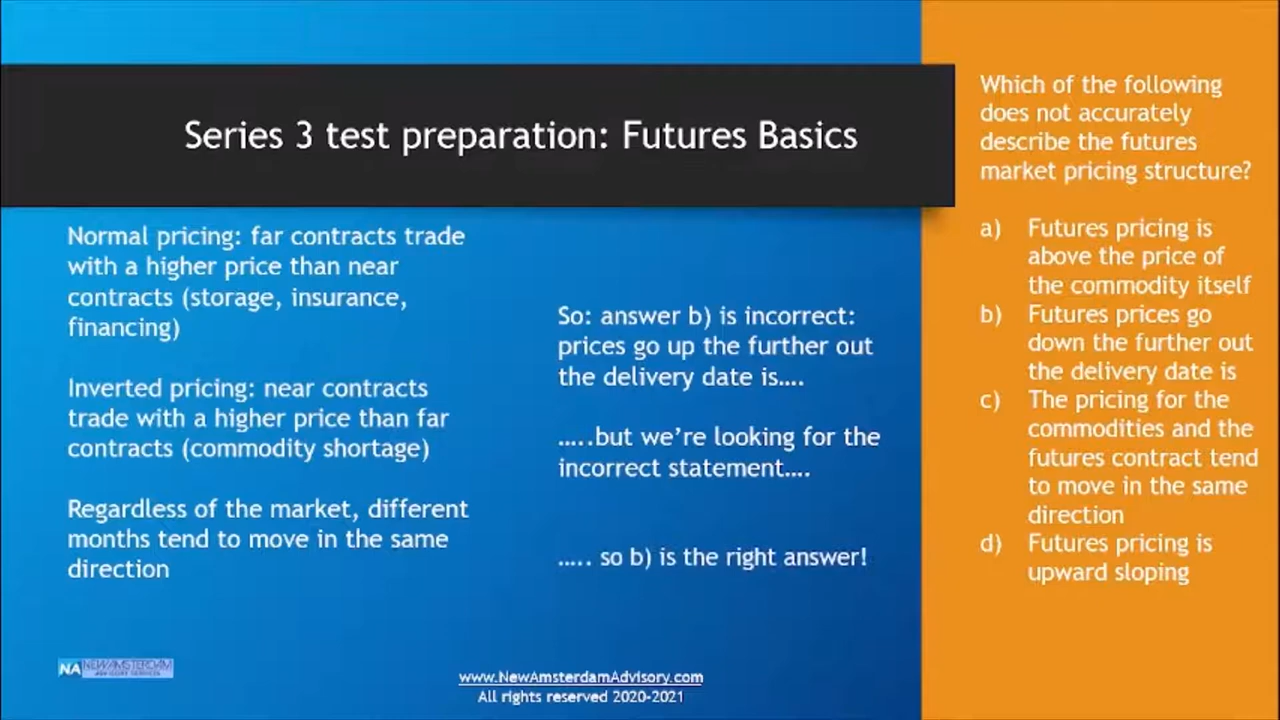 Series 3 test preparation: Futures Basics
Normal pricing: far contracts trade
with a higher price than near
contracts (storage, insurance,
financing)
Inverted pricing: near contracts
trade with a higher price than far
contracts (commodity shortage)
Regardless of the market, different
months tend to move in the same
direction
So: answer b) is incorrect:
prices go up the further out
the delivery date is....
.....but we're looking for the
incorrect statement....
..... so b) is the right answer!
Which of the following
does not accurately
describe the futures
market pricing structure?
a) Futures pricing is
above the price of
the commodity itself
b) Futures prices go
down the further out
the delivery date is
c) The pricing for the
commodities and the
futures contract tend
to move in the same
direction
d) Futures pricing is
upward sloping
NA NEWAMSTERDAM
ADVISORY SERVICES
www.NewAmsterdamAdvisory.com
All rights reserved 2020-2021